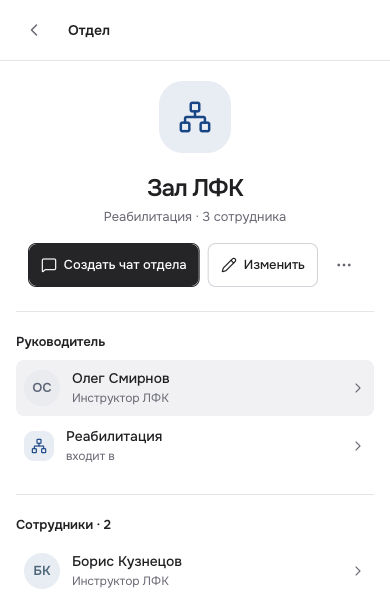 Отдел
Зал ЛФК
Реабилитация · 3 сотрудника
Создать чат отдела
Изменить
Руководитель
ОС
Олег Смирнов
Инструктор ЛФК
Реабилитация
входит в
Сотрудники · 2
БК
Борис Кузнецов
Инструктор ЛФК